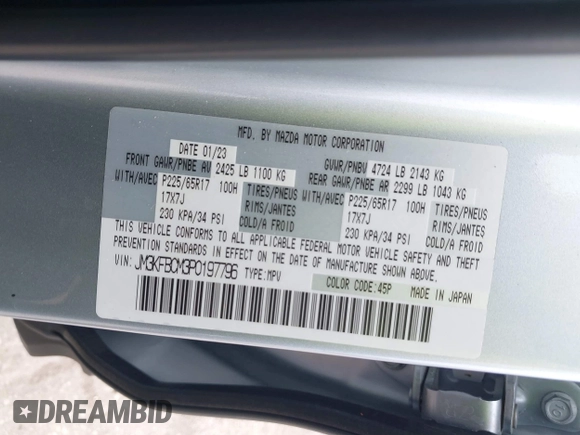 MFD. BY MAZDA MOTOR CORPORATION
DATE 01/23 GVWR/PNBV 4724 LB 2143 KG
FRONT GAWR/PNBE AV 2425 LB 1100 KG REAR GAWR/PNBE AR 2299 LB 1043 KG
WITH/AVEC P225/65R17 100H TIRES/PNEUS WITH/AVEC P225/65R17 100H TIRES/PNEUS
17X7J RIMS/JANTES 17X7J RIMS/JANTES
230 KPA/34 PSI COLD/A FROID 230 KPA/34 PSI COLD/A FROID
THIS VEHICLE CONFORMS TO ALL APPLICABLE FEDERAL MOTOR VEHICLE SAFETY AND THEFT
PREVENTION STANDARDS IN EFFECT ON THE DATE OF MANUFACTURE SHOWN ABOVE.
VIN: JM3KFBCM3P0197796 TYPE:MPV COLOR CODE:45P MADE IN JAPAN
DREAMBID